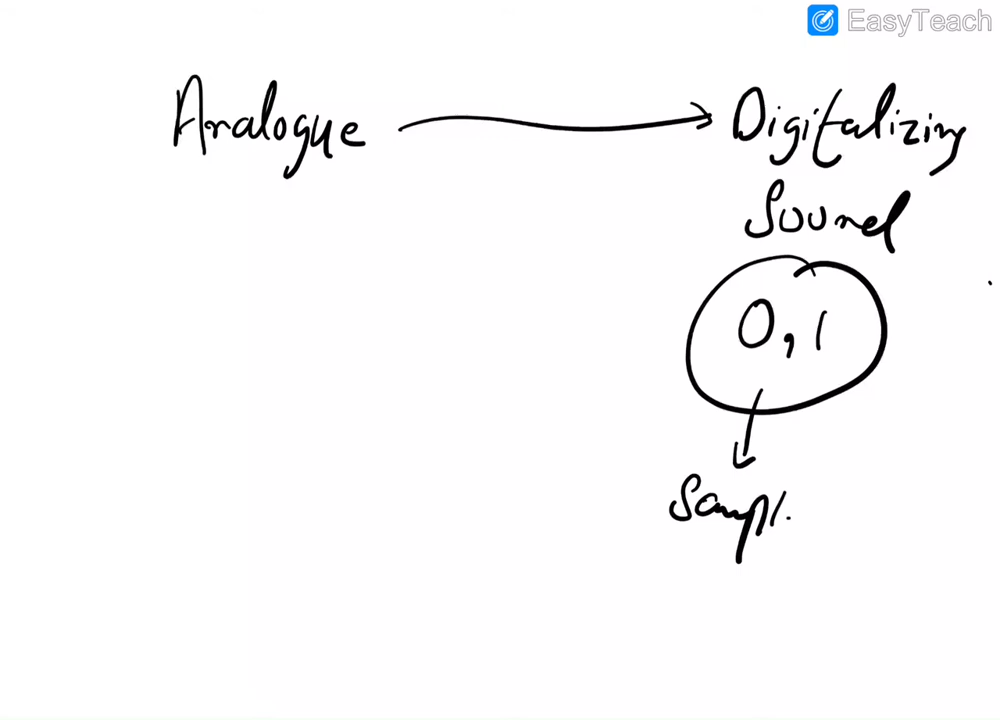 EasyTeach
Analogue → Digitalizing
Sound
0, 1
Sampl.